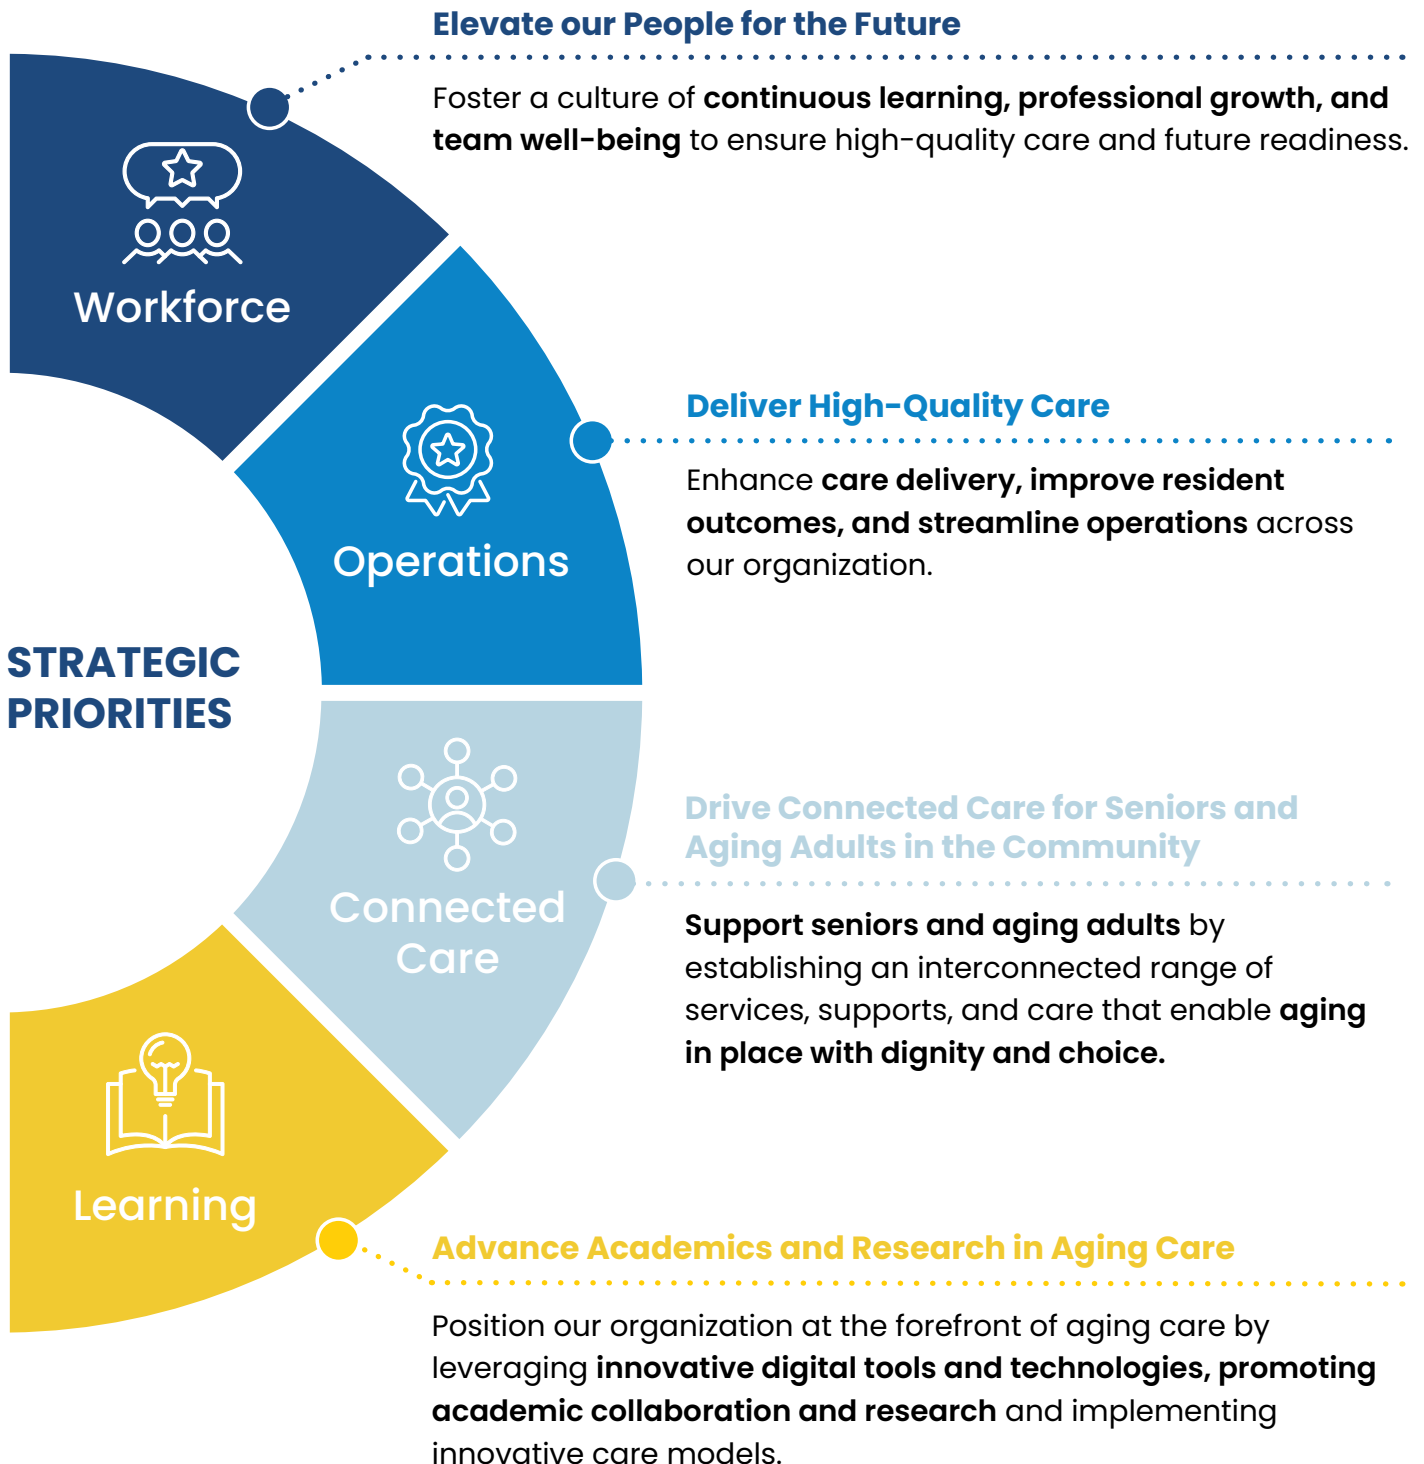 Elevate our People for the Future
Foster a culture of continuous learning, professional growth, and
team well-being to ensure high-quality care and future readiness.
Workforce
Deliver High-Quality Care
Enhance care delivery, improve resident
outcomes, and streamline operations across
our organization.
Operations
STRATEGIC
PRIORITIES
Drive Connected Care for Seniors and
Aging Adults in the Community
Support seniors and aging adults by
establishing an interconnected range of
services, supports, and care that enable aging
in place with dignity and choice.
Connected
Care
Learning
Advance Academics and Research in Aging Care
Position our organization at the forefront of aging care by
leveraging innovative digital tools and technologies, promoting
academic collaboration and research and implementing
innovative care models.